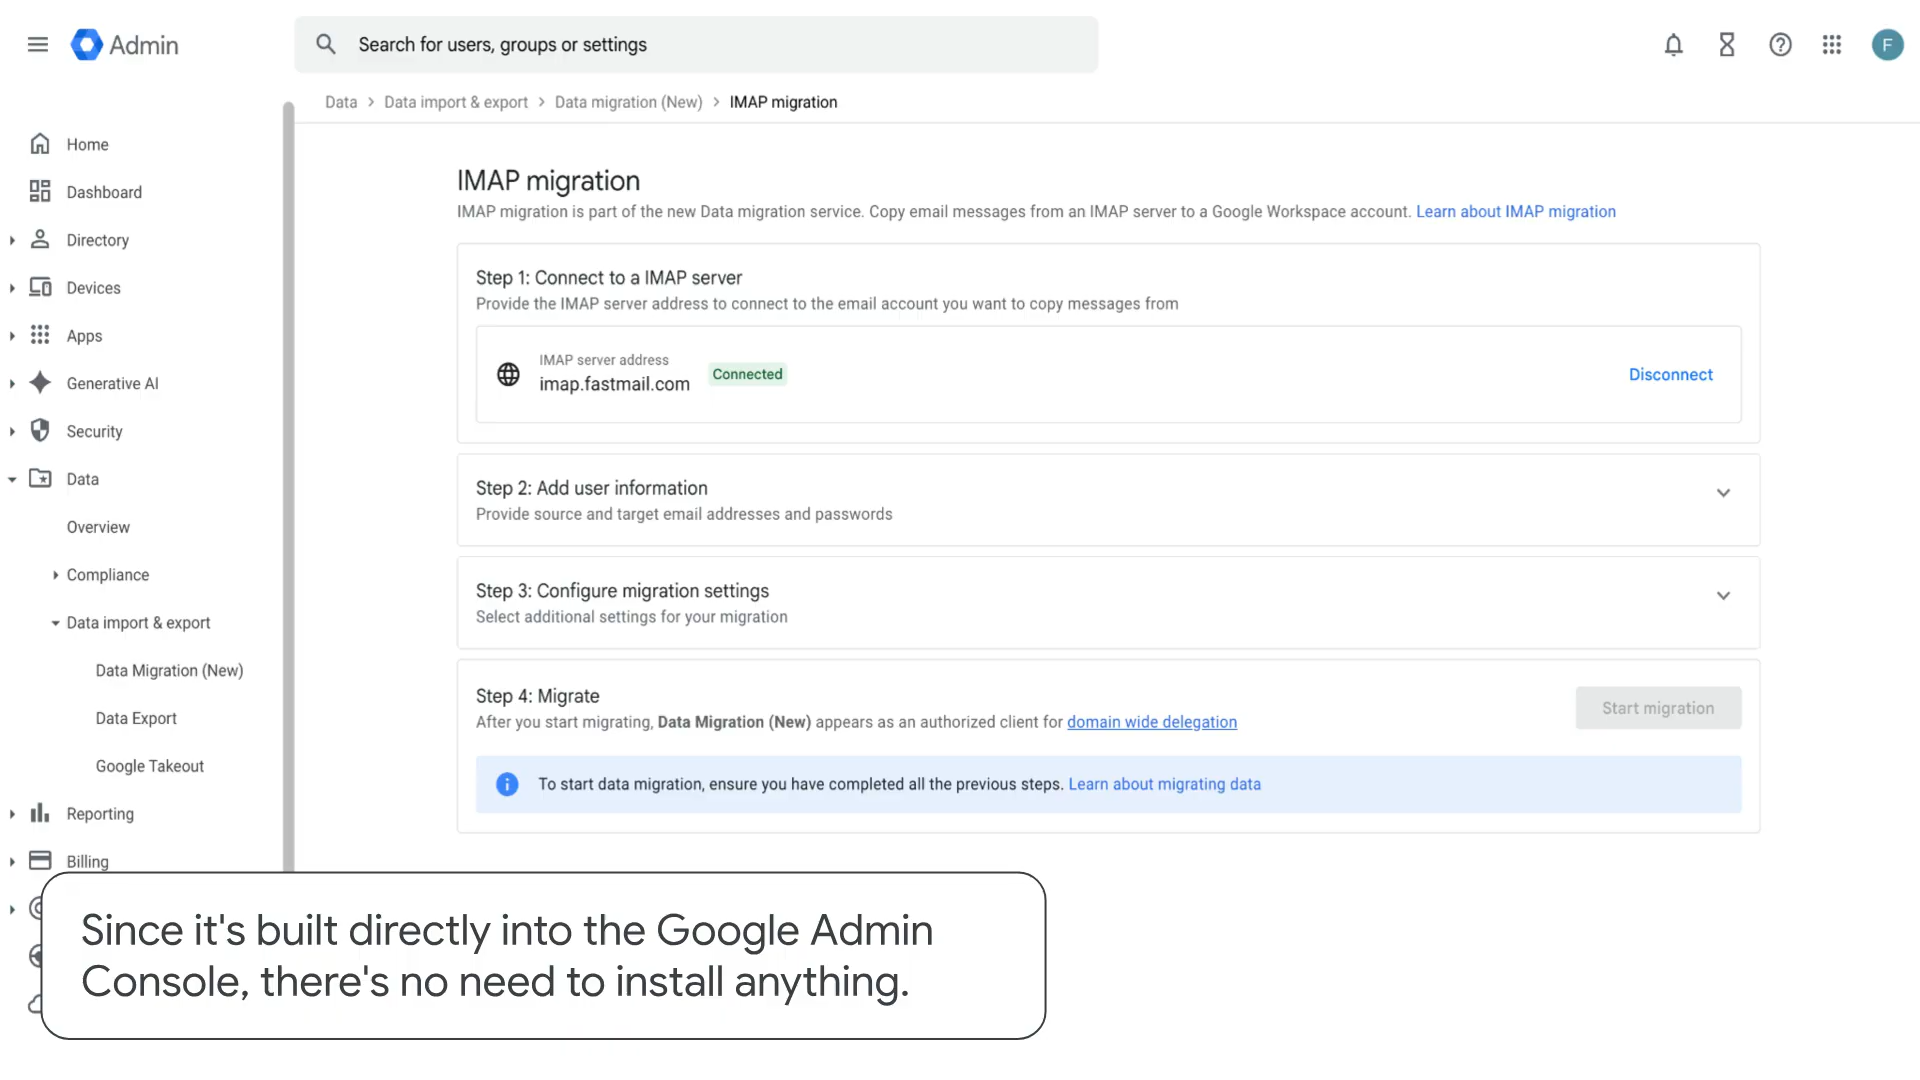 Admin
Search for users, groups or settings
F
Data > Data import & export > Data migration (New) > IMAP migration
Home
Dashboard
Directory
Devices
Apps
Generative AI
Security
Data
Overview
Compliance
Data import & export
Data Migration (New)
Data Export
Google Takeout
Reporting
Billing
IMAP migration
IMAP migration is part of the new Data migration service. Copy email messages from an IMAP server to a Google Workspace account. Learn about IMAP migration
Step 1: Connect to a IMAP server
Provide the IMAP server address to connect to the email account you want to copy messages from
IMAP server address
imap.fastmail.com
Connected
Disconnect
Step 2: Add user information
Provide source and target email addresses and passwords
Step 3: Configure migration settings
Select additional settings for your migration
Step 4: Migrate
After you start migrating, Data Migration (New) appears as an authorized client for domain wide delegation
Start migration
To start data migration, ensure you have completed all the previous steps. Learn about migrating data
Since it's built directly into the Google Admin
Console, there's no need to install anything.